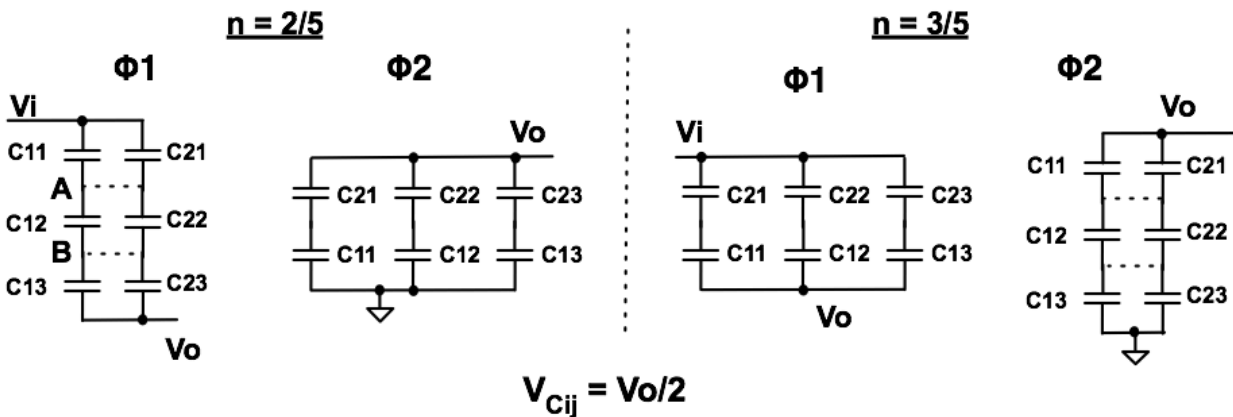 n = 2/5
n = 3/5
Φ1
Φ2
Φ1
Φ2
Vi
C11
C21
A
C12
C22
B
C13
C23
Vo
Vo
C21
C22
C23
C11
C12
C13
Vi
C21
C22
C23
C11
C12
C13
Vo
Vo
C11
C21
C12
C22
C13
C23
V_Cij = Vo/2